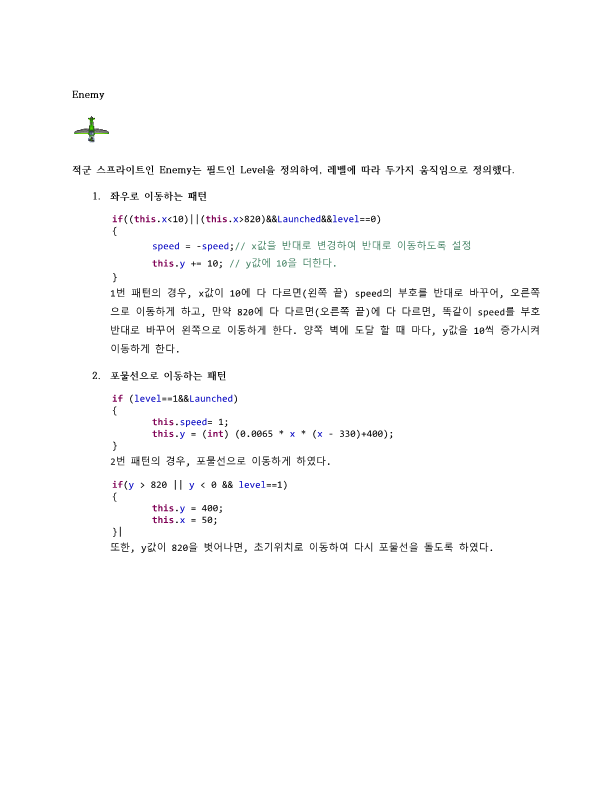 Enemy
적군 스프라이트인 Enemy는 필드인 Level을 정의하여. 레벨에 따라 두가지 움직임으로 정의했다.
1. 좌우로 이동하는 패턴
if((this.x<10)||(this.x>820)&&Launched&&level==0)
{
speed = -speed;// x값을 반대로 변경하여 반대로 이동하도록 설정
this.y += 10; // y값에 10을 더한다.
}
1번 패턴의 경우, x값이 10에 다 다르면(왼쪽 끝) speed의 부호를 반대로 바꾸어, 오른쪽
으로 이동하게 하고, 만약 820에 다 다르면(오른쪽 끝)에 다 다르면, 똑같이 speed를 부호
반대로 바꾸어 왼쪽으로 이동하게 한다. 양쪽 벽에 도달 할 때 마다, y값을 10씩 증가시켜
이동하게 한다.
2. 포물선으로 이동하는 패턴
if (level==1&&Launched)
{
this.speed= 1;
this.y = (int) (0.0065 * x * (x - 330)+400);
}
2번 패턴의 경우, 포물선으로 이동하게 하였다.
if(y > 820 || y < 0 && level==1)
{
this.y = 400;
this.x = 50;
}|
또한, y값이 820을 벗어나면, 초기위치로 이동하여 다시 포물선을 돌도록 하였다.